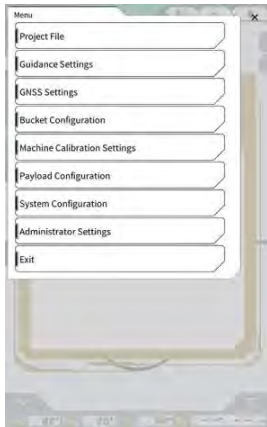 Menu
Project File
Guidance Settings
GNSS Settings
Bucket Configuration
Machine Calibration Settings
Payload Configuration
System Configuration
Administrator Settings
Exit